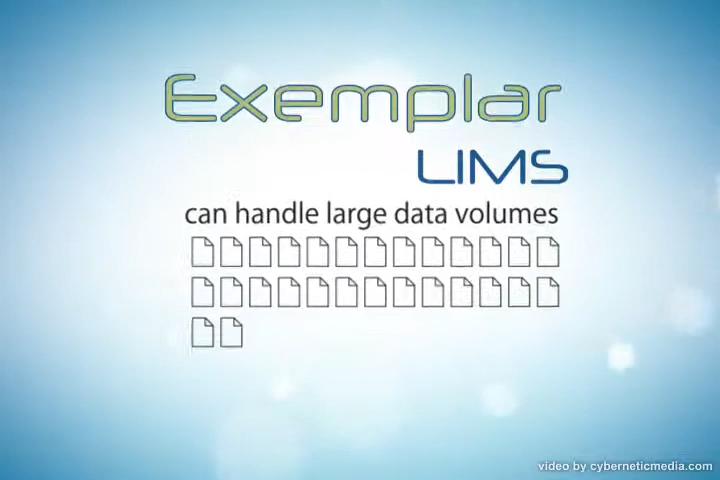 Exemplar
LIMS
can handle large data volumes
video by cyberneticmedia.com